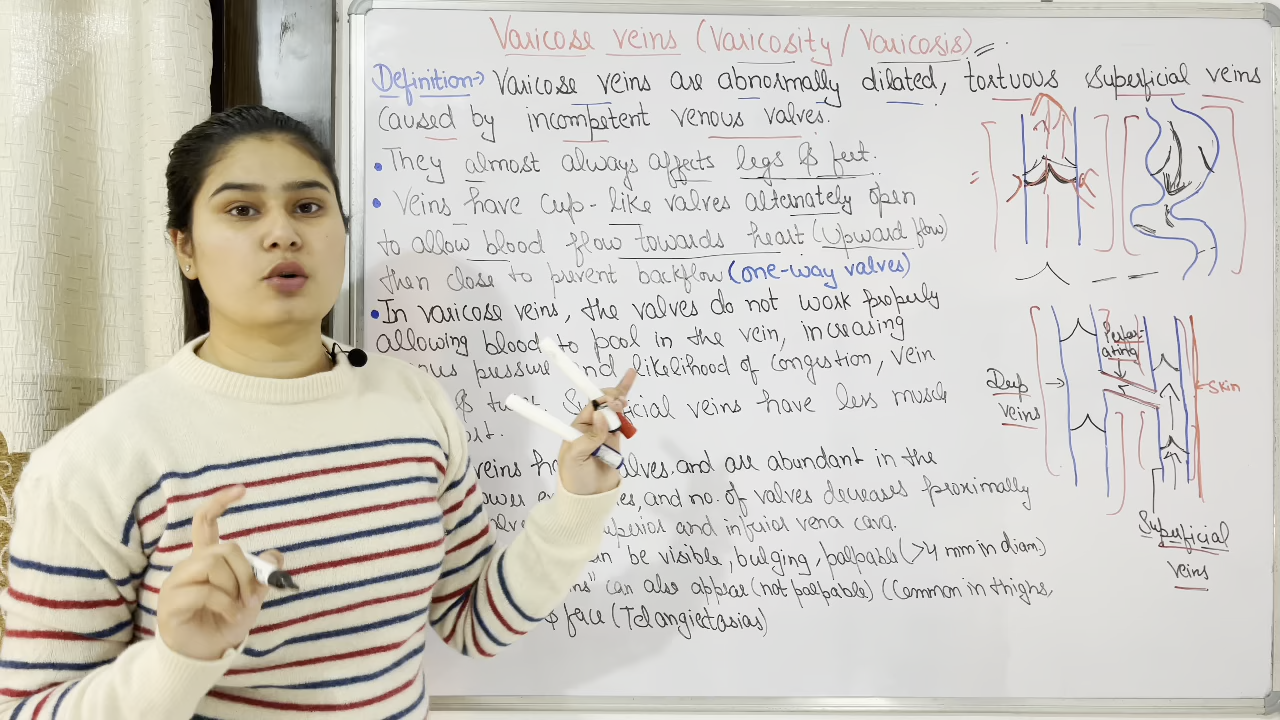 Varicose veins (Varicosity / Varicosis)
Definition→ Varicose veins are abnormally dilated, tortuous superficial veins
caused by incompetent venous valves.
• They almost always affects legs & feet.
• Veins have cup-like valves alternately open
to allow blood flow towards heart (Upward flow)
then close to prevent backflow (one-way valves)
• In varicose veins, the valves do not work properly
allowing blood to pool in the vein, increasing
pressure likelihood of congestion, vein
veins have less muscle
veins and are abundant in the
and no. of valves decreases proximally
and inferior vena cava.
be visible, bulging, palpable (>4 mm in diam)
can also appear (not palpable) (Common in thighs,
& face (Telangiectasias)
Deep
veins
Perfor-
ating
Skin
Superficial
veins